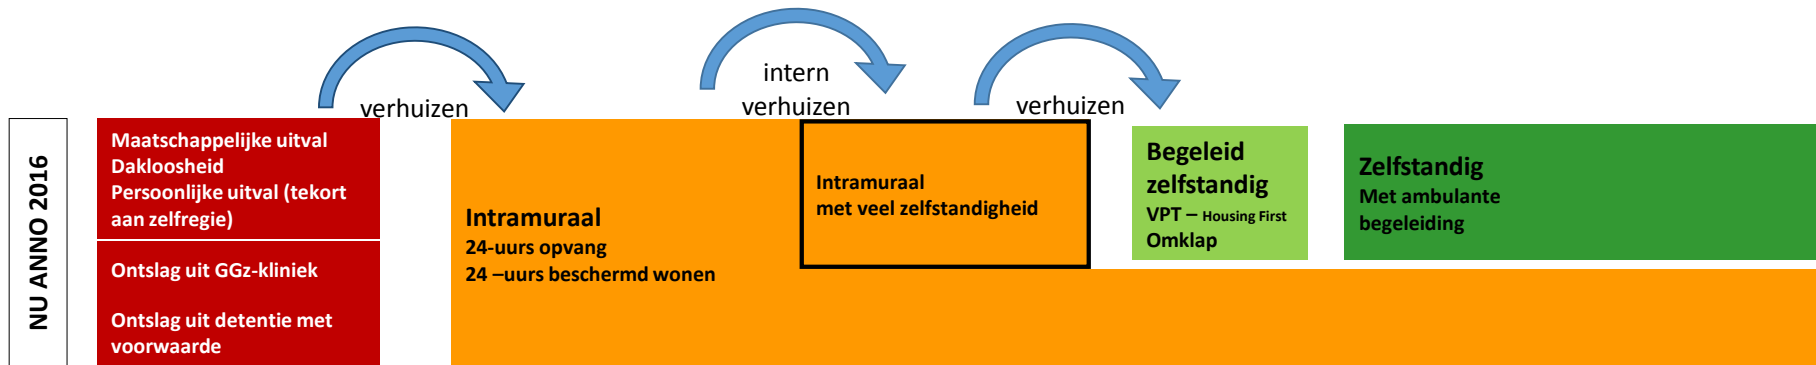 NU ANNO 2016
verhuizen
intern
verhuizen
verhuizen
Maatschappelijke uitval
Dakloosheid
Persoonlijke uitval (tekort
aan zelfregie)
Ontslag uit GGz-kliniek
Ontslag uit detentie met
voorwaarde
Intramuraal
24-uurs opvang
24 –uurs beschermd wonen
Intramuraal
met veel zelfstandigheid
Begeleid
zelfstandig
VPT – Housing First
Omklap
Zelfstandig
Met ambulante
begeleiding